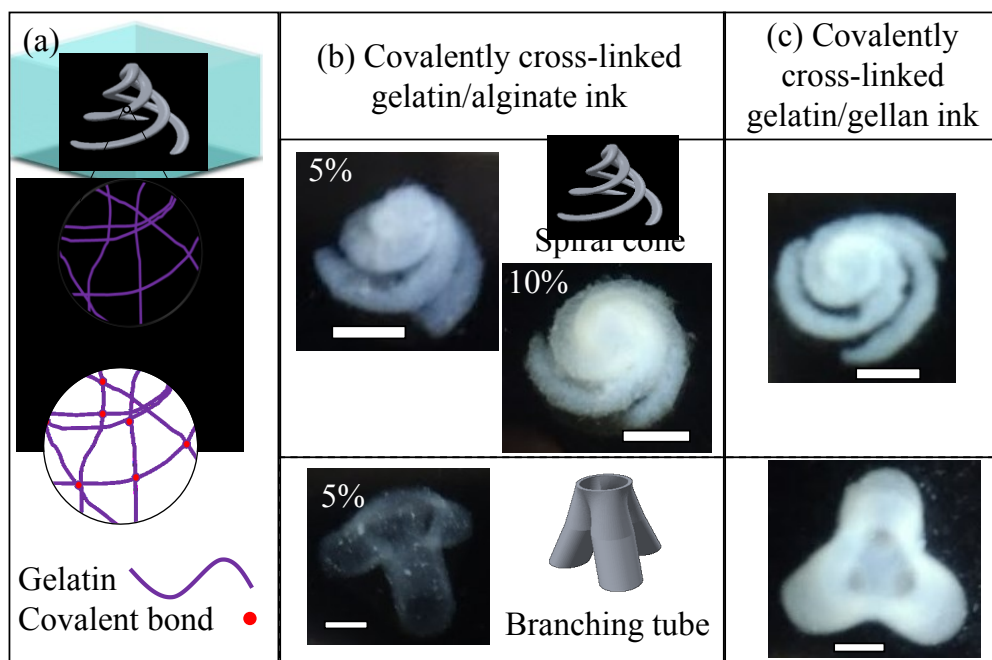 (a)
Gelatin
Covalent bond
(b) Covalently cross-linked
gelatin/alginate ink
5%
Spiral cone
10%
5%
Branching tube
(c) Covalently
cross-linked
gelatin/gellan ink